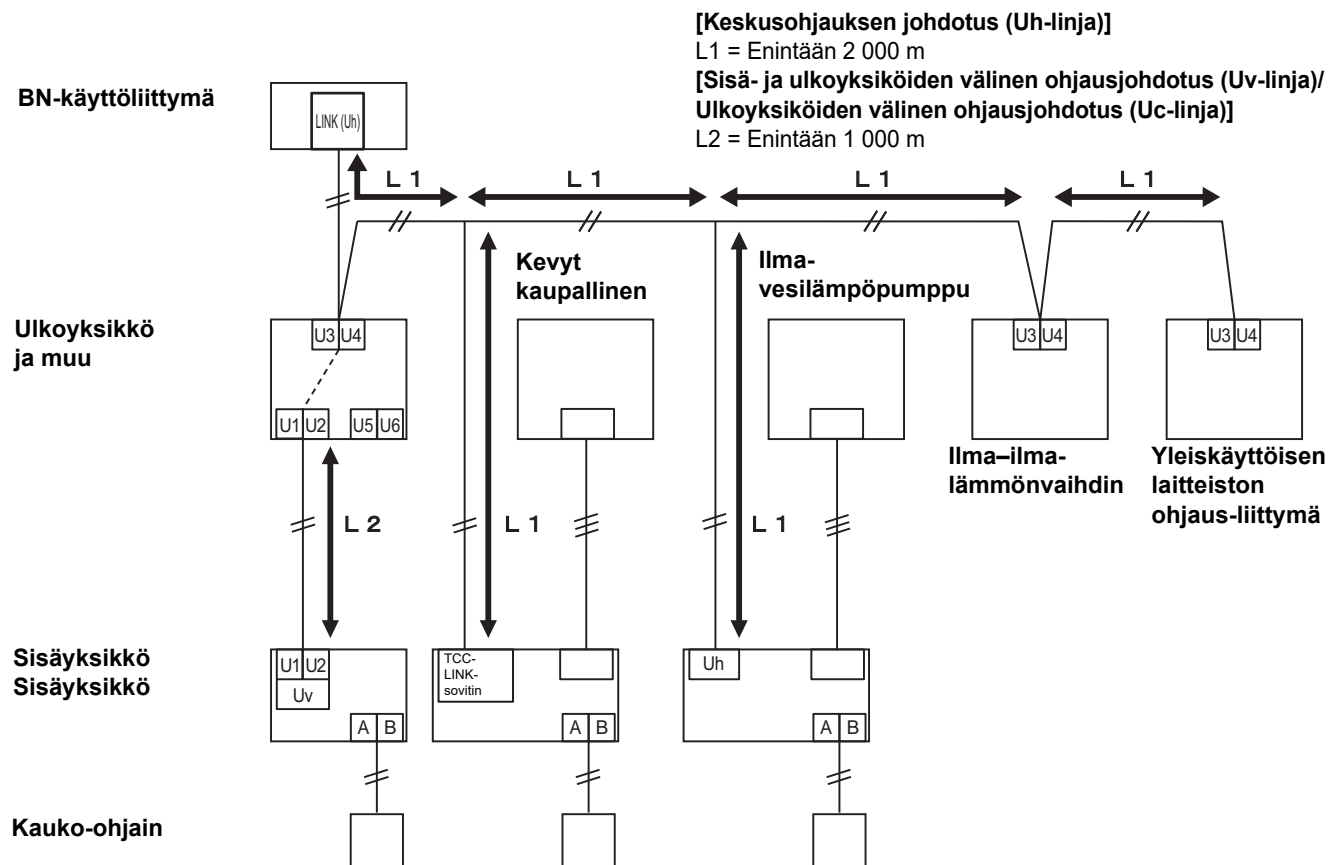 [Keskusohjauksen johdotus (Uh-linja)]
L1 = Enintään 2 000 m
[Sisä- ja ulkoyksiköiden välinen ohjausjohdotus (Uv-linja)/
Ulkoyksiköiden välinen ohjausjohdotus (Uc-linja)]
L2 = Enintään 1 000 m
BN-käyttöliittymä
LINK (Uh)
L 1
L 1
L 1
L 1
Kevyt
kaupallinen
Ilma-
vesilämpöpumppu
Ulkoyksikkö
ja muu
U3 U4
U3 U4
U3 U4
U1 U2
U5 U6
Ilma–ilma-
lämmönvaihdin
Yleiskäyttöisen
laitteiston
ohjaus-liittymä
L 2
L 1
L 1
Sisäyksikkö
Sisäyksikkö
U1 U2
Uv
TCC-
LINK-
sovitin
Uh
A B
A B
A B
Kauko-ohjain